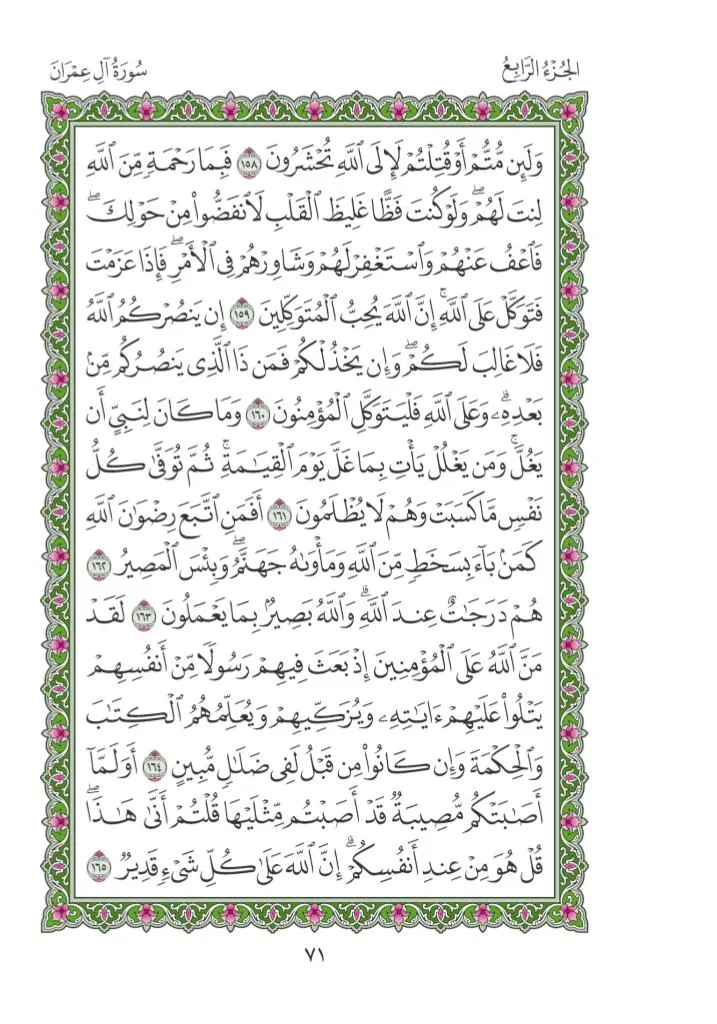 الجُزْءُ الرَّابِعُ
سُورَةُ آلِ عِمْرَانَ
وَلَئِن مُّتُّمْ أَوْ قُتِلْتُمْ لَإِلَى ٱللَّهِ تُحْشَرُونَ ١٥٨ فَبِمَا رَحْمَةٍ مِّنَ ٱللَّهِ
لِنتَ لَهُمْۖ وَلَوْ كُنتَ فَظًّا غَلِيظَ ٱلْقَلْبِ لَٱنفَضُّوا۟ مِنْ حَوْلِكَۖ
فَٱعْفُ عَنْهُمْ وَٱسْتَغْفِرْ لَهُمْ وَشَاوِرْهُمْ فِى ٱلْأَمْرِۖ فَإِذَا عَزَمْتَ
فَتَوَكَّلْ عَلَى ٱللَّهِۚ إِنَّ ٱللَّهَ يُحِبُّ ٱلْمُتَوَكِّلِينَ ١٥٩ إِن يَنصُرْكُمُ ٱللَّهُ
فَلَا غَالِبَ لَكُمْۖ وَإِن يَخْذُلْكُمْ فَمَن ذَا ٱلَّذِى يَنصُرُكُم مِّنۢ
بَعْدِهِۦۗ وَعَلَى ٱللَّهِ فَلْيَتَوَكَّلِ ٱلْمُؤْمِنُونَ ١٦٠ وَمَا كَانَ لِنَبِىٍّ أَن
يَغُلَّۚ وَمَن يَغْلُلْ يَأْتِ بِمَا غَلَّ يَوْمَ ٱلْقِيَٰمَةِۚ ثُمَّ تُوَفَّىٰ كُلُّ
نَفْسٍ مَّا كَسَبَتْ وَهُمْ لَا يُظْلَمُونَ ١٦١ أَفَمَنِ ٱتَّبَعَ رِضْوَٰنَ ٱللَّهِ
كَمَنۢ بَآءَ بِسَخَطٍ مِّنَ ٱللَّهِ وَمَأْوَىٰهُ جَهَنَّمُۖ وَبِئْسَ ٱلْمَصِيرُ ١٦٢
هُمْ دَرَجَٰتٌ عِندَ ٱللَّهِۗ وَٱللَّهُ بَصِيرٌۢ بِمَا يَعْمَلُونَ ١٦٣ لَقَدْ
مَنَّ ٱللَّهُ عَلَى ٱلْمُؤْمِنِينَ إِذْ بَعَثَ فِيهِمْ رَسُولًا مِّنْ أَنفُسِهِمْ
يَتْلُوا۟ عَلَيْهِمْ ءَايَٰتِهِۦ وَيُزَكِّيهِمْ وَيُعَلِّمُهُمُ ٱلْكِتَٰبَ
وَٱلْحِكْمَةَ وَإِن كَانُوا۟ مِن قَبْلُ لَفِى ضَلَٰلٍ مُّبِينٍ ١٦٤ أَوَلَمَّآ
أَصَٰبَتْكُم مُّصِيبَةٌ قَدْ أَصَبْتُم مِّثْلَيْهَا قُلْتُمْ أَنَّىٰ هَٰذَاۖ
قُلْ هُوَ مِنْ عِندِ أَنفُسِكُمْۗ إِنَّ ٱللَّهَ عَلَىٰ كُلِّ شَىْءٍ قَدِيرٌ ١٦٥
٧١